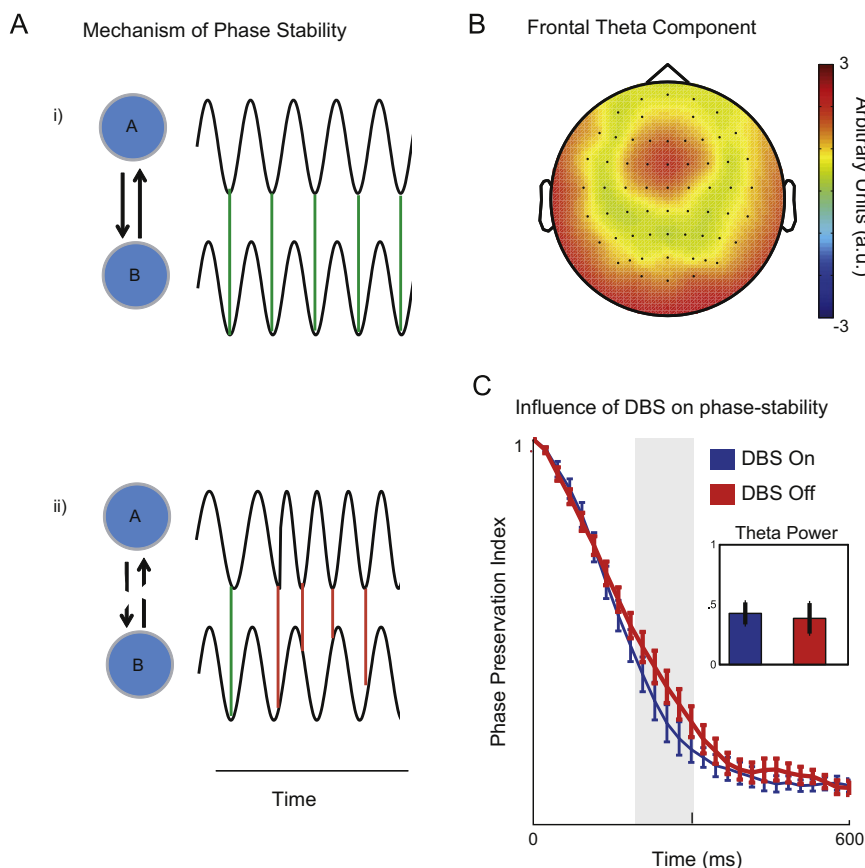 A
Mechanism of Phase Stability
i)
A
B
ii)
A
B
Time
B
Frontal Theta Component
3
Arbitrary Units (a.u.)
-3
C
Influence of DBS on phase-stability
1
DBS On
DBS Off
Theta Power
1
.5
0
Phase Preservation Index
0
600
Time (ms)